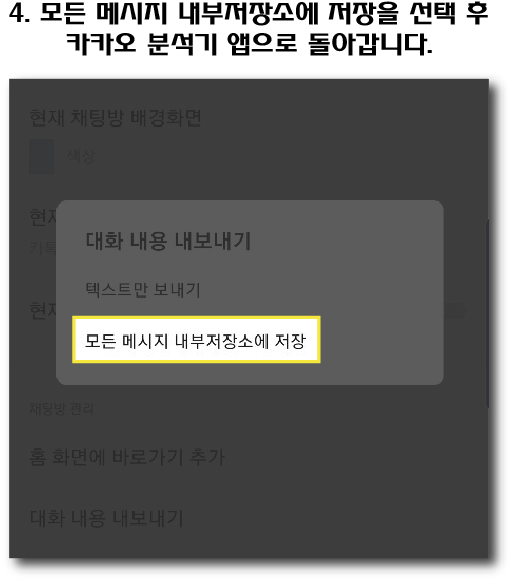 4. 모든 메시지 내부저장소에 저장을 선택 후
카카오 분석기 앱으로 돌아갑니다.
현재 채팅방 배경화면
색상
현재
대화 내용 내보내기
카톡
텍스트만 보내기
현재
모든 메시지 내부저장소에 저장
채팅방 관리
홈 화면에 바로가기 추가
대화 내용 내보내기